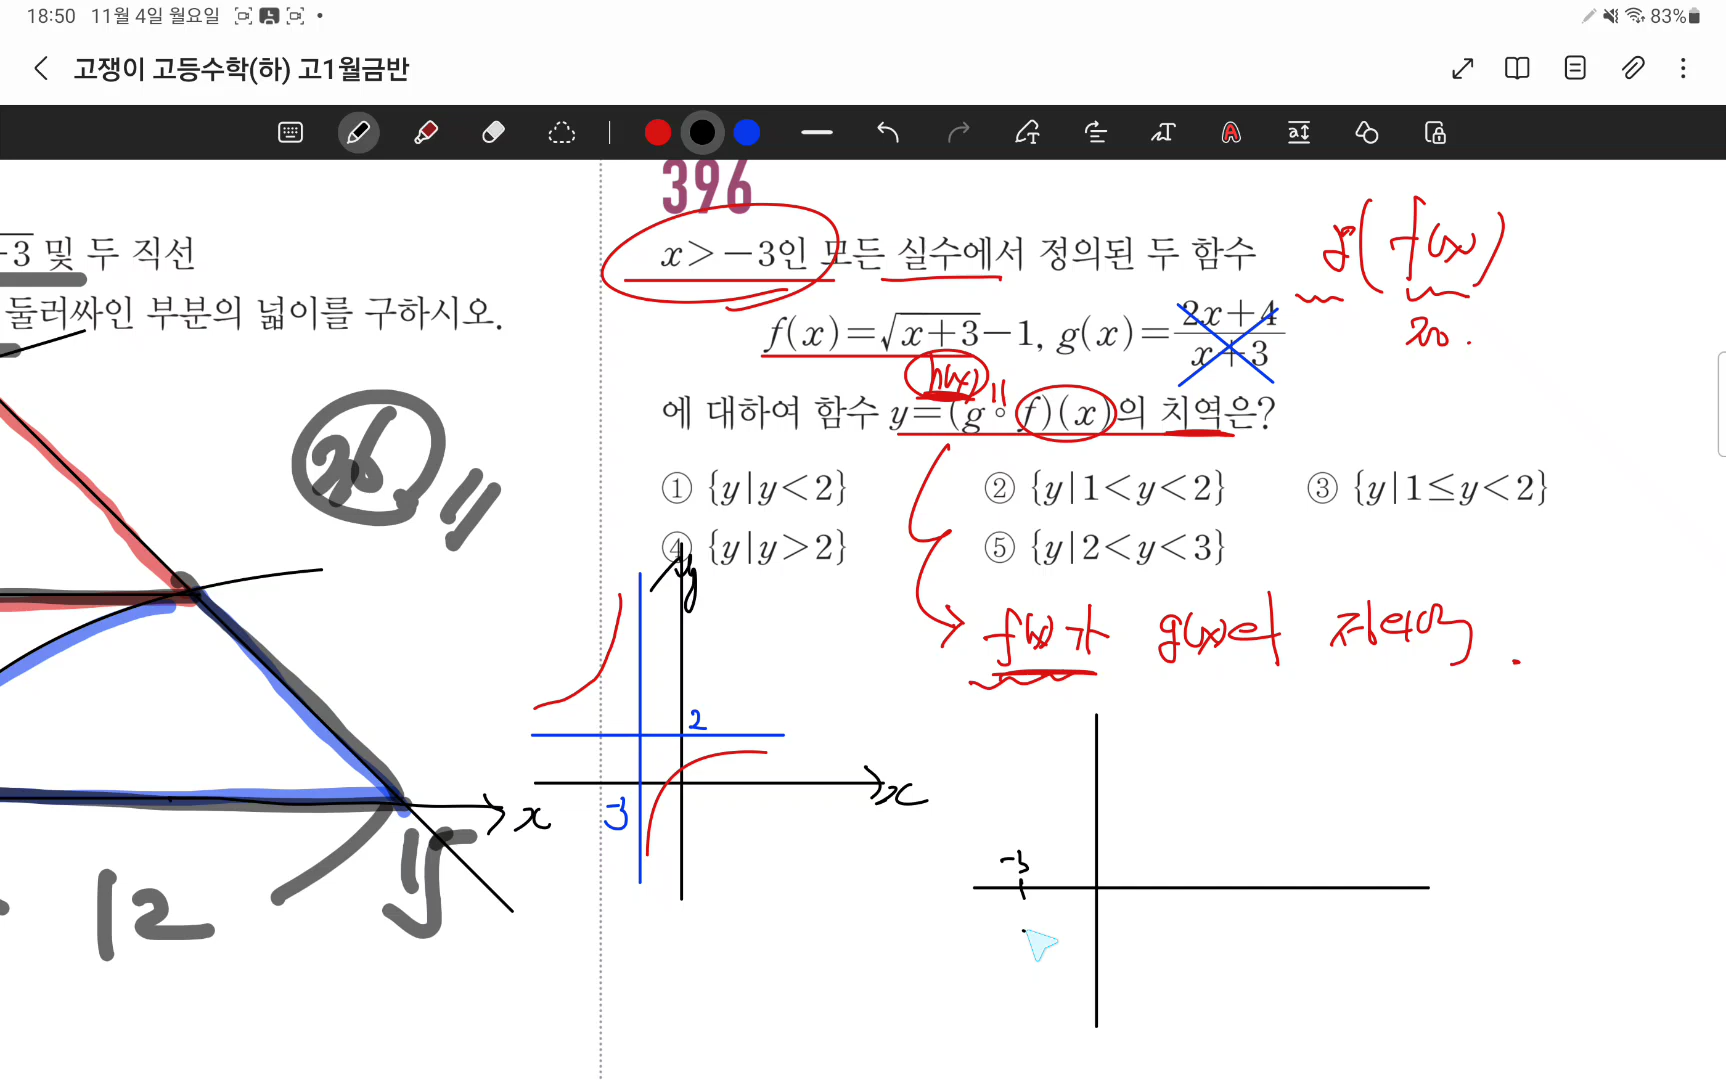 18:50 11월 4일 월요일
83%
고쟁이 고등수학(하) 고1월금반
-3 및 두 직선
둘러싸인 부분의 넓이를 구하시오.
x
12
15
396
x>-3인 모든 실수에서 정의된 두 함수
g(f(x))
f(x)=√(x+3)-1, g(x)=(2x+4)/(x+3)
h(x)
에 대하여 함수 y=(g∘f)(x)의 치역은?
① {y|y<2} ② {y|1<y<2} ③ {y|1≤y<2}
④ {y|y>2} ⑤ {y|2<y<3}
y
f(x)가 g(x)에
2
-3
x
-3